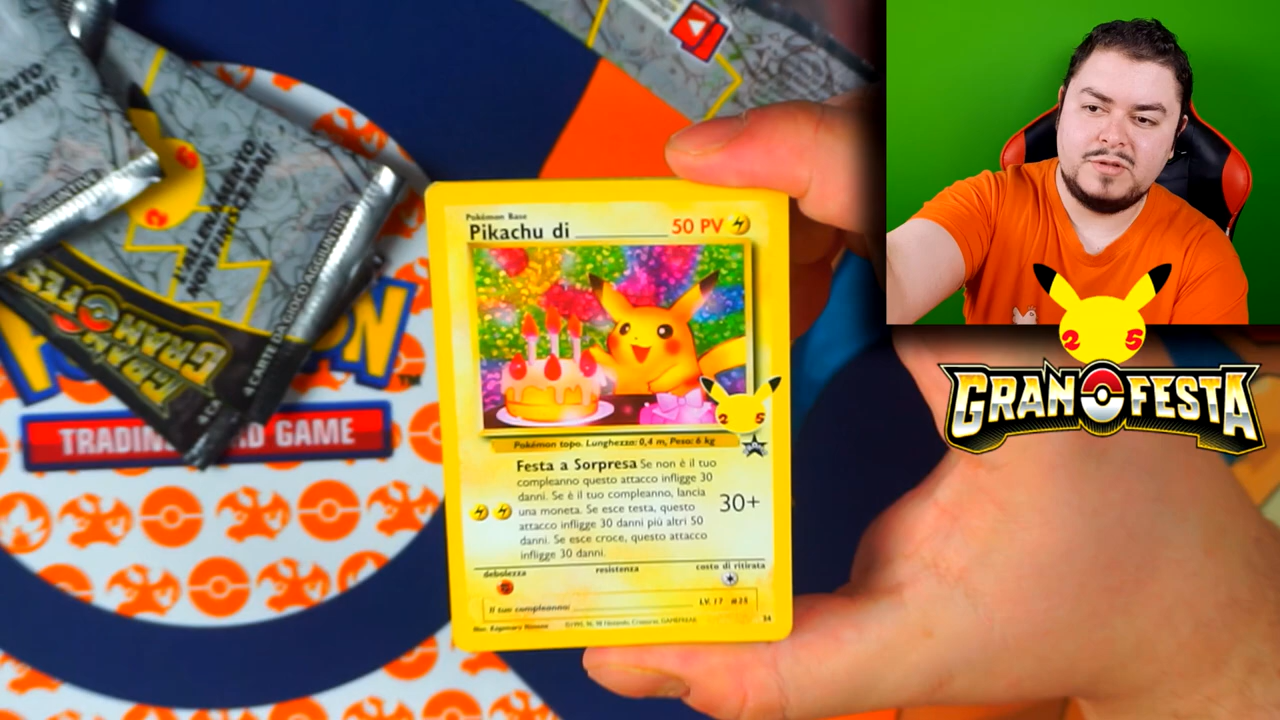 L'ALLENAMENTO
NON FINISCE MAI!
4 CARTE DA GIOCO AGGIUNTIVE
GRAN FESTA
TRADING CARD GAME
Pokémon Base
Pikachu di
50 PV
25
Pokémon topo. Lunghezza: 0,4 m, Peso: 6 kg
Festa a Sorpresa Se non è il tuo
compleanno questo attacco infligge 30
danni. Se è il tuo compleanno, lancia
una moneta. Se esce testa, questo
attacco infligge 30 danni più altri 50
danni. Se esce croce, questo attacco
infligge 30 danni.
30+
debolezza
resistenza
costo di ritirata
Il tuo compleanno:
LV. 17 #25
24
25
GRAN FESTA